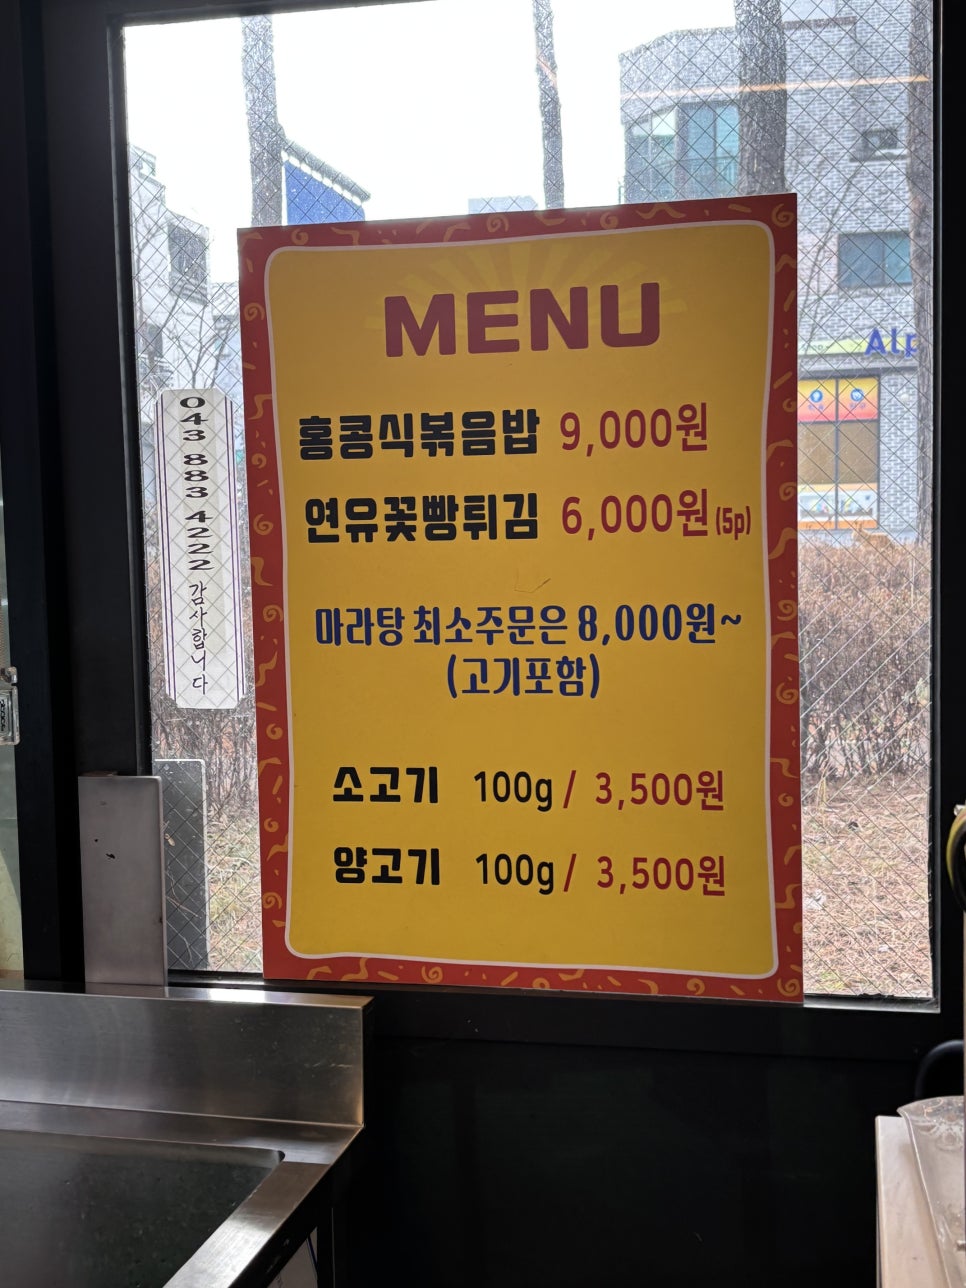 MENU
홍콩식볶음밥 9,000원
연유꽃빵튀김 6,000원(5p)
마라탕 최소주문은 8,000원~
(고기포함)
소고기 100g / 3,500원
양고기 100g / 3,500원
043 883 4222 감사합니다
Alp